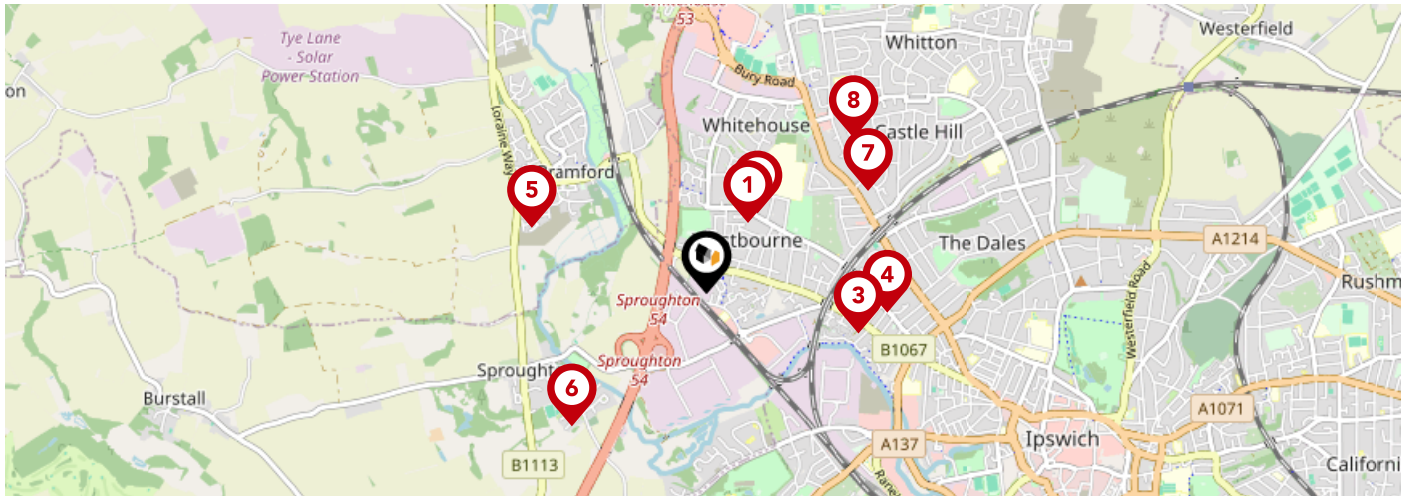 53
Westerfield
Tye Lane
- Solar
Power Station
Whitton
Bury Road
on
8
Whitehouse
Castle Hill
Loraine Way
7
Bramford
1
5
stbourne
The Dales
A1214
4
Rushm
3
Sproughton
54
Westerfield Road
B1067
Sproughton
54
Sprought
6
Burstall
A1071
Ipswich
A137
B1113
Californi